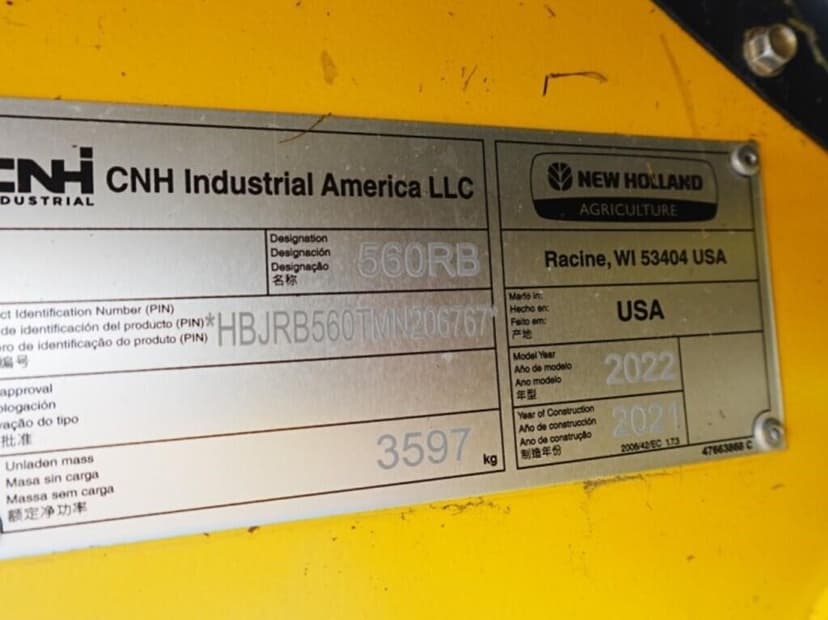 CNH CNH Industrial America LLC
INDUSTRIAL
Designation
Designación
Designação
名称
560RB
ct Identification Number (PIN)
de identificación del producto (PIN)
ro de identificação do produto (PIN)
编号
*HBJRB560TMN206767*
approval
ologación
vação do tipo
批准
Unladen mass
Masa sin carga
Massa sem carga
额定净功率
3597 kg
NEW HOLLAND
AGRICULTURE
Racine, WI 53404 USA
Made in:
Hecho en:
Feito em:
产地
USA
Model Year
Año de modelo
Ano modelo
年型
2022
Year of Construction
Año de construcción
Ano de construção
制造年份
2021
2006/42/EC 1.7.3
47663868 C